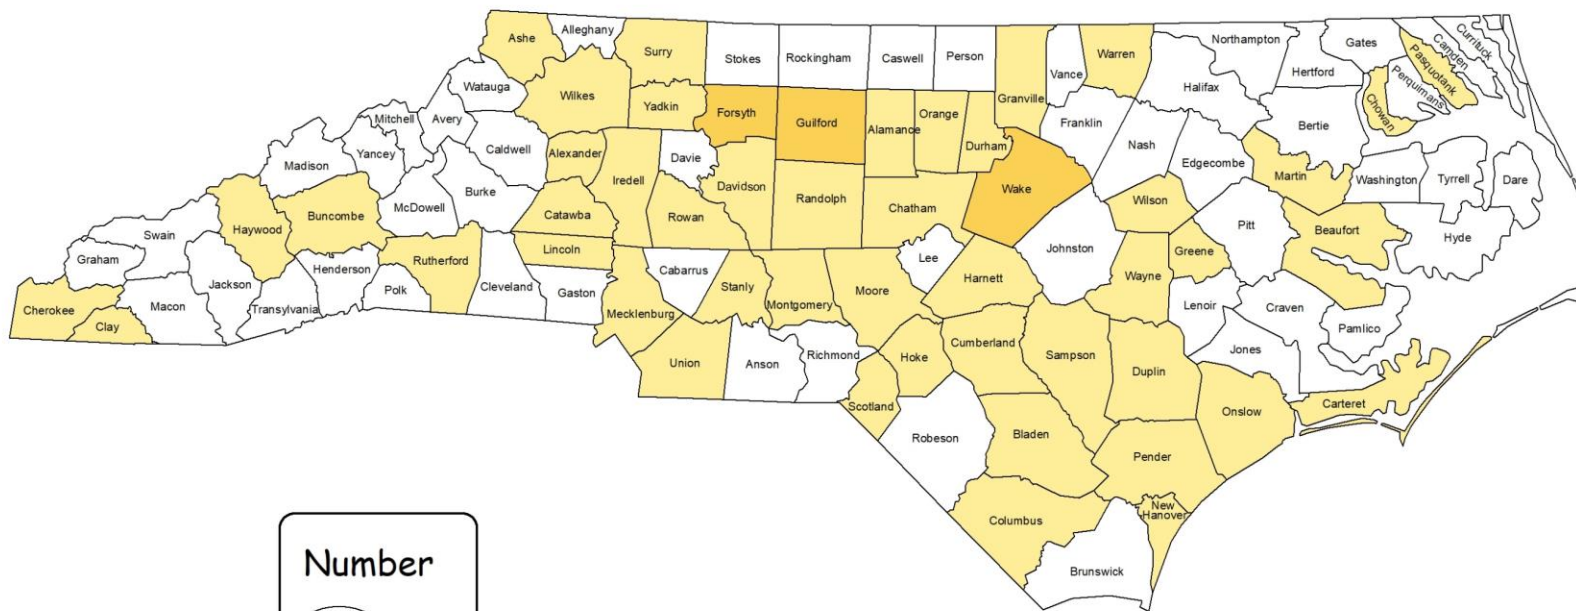 Ashe
Alleghany
Surry
Stokes
Rockingham
Caswell
Person
Granville
Vance
Warren
Northampton
Halifax
Gates
Hertford
Pasquotank
Camden
Currituck
Perquimans
Chowan
Bertie
Watauga
Wilkes
Yadkin
Forsyth
Guilford
Alamance
Orange
Durham
Franklin
Nash
Edgecombe
Martin
Washington
Tyrrell
Dare
Mitchell
Avery
Yancey
Madison
Caldwell
Alexander
Iredell
Davie
Davidson
Randolph
Chatham
Wake
Wilson
Pitt
Beaufort
Hyde
Burke
McDowell
Buncombe
Haywood
Swain
Graham
Catawba
Rowan
Lincoln
Rutherford
Henderson
Jackson
Cherokee
Clay
Macon
Transylvania
Polk
Cleveland
Gaston
Mecklenburg
Cabarrus
Stanly
Montgomery
Moore
Lee
Harnett
Johnston
Wayne
Greene
Lenoir
Craven
Pamlico
Jones
Union
Anson
Richmond
Hoke
Scotland
Cumberland
Sampson
Duplin
Onslow
Carteret
Robeson
Bladen
Pender
New
Hanover
Columbus
Brunswick
Number